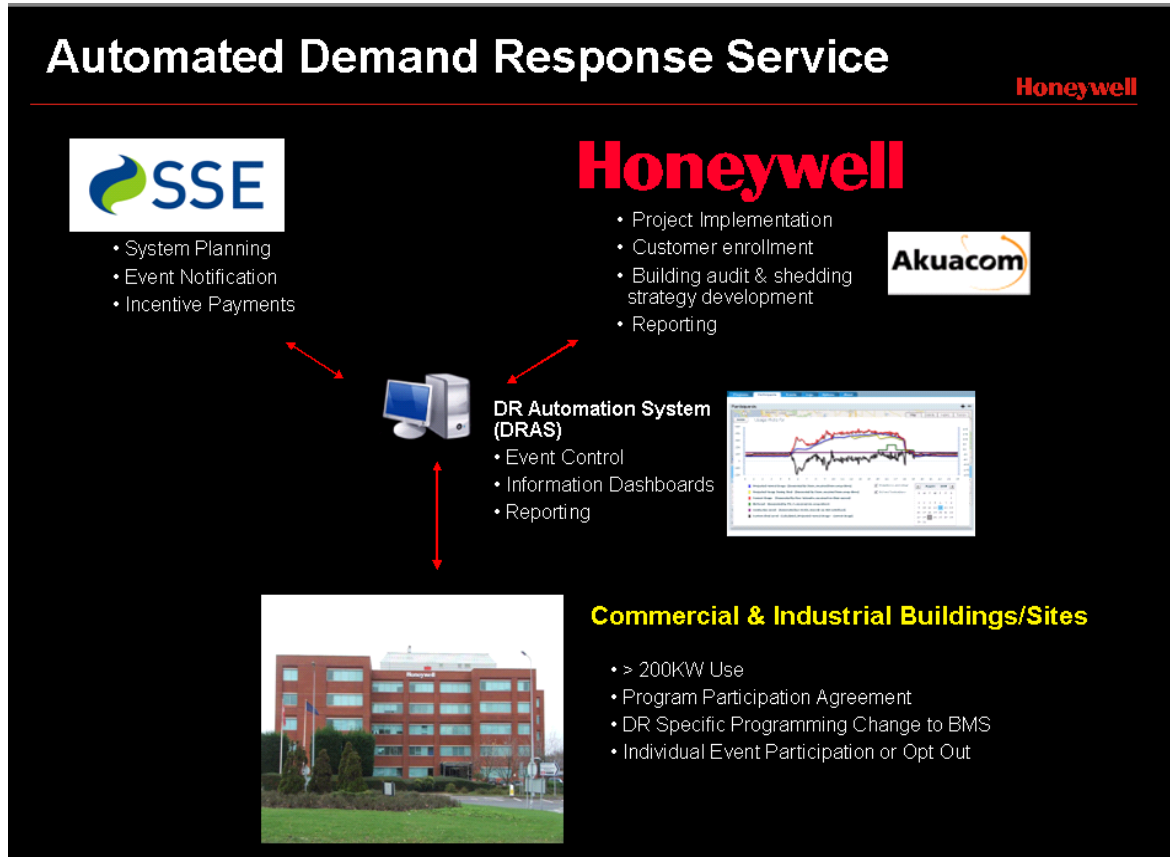 Automated Demand Response Service
Honeywell
SSE
• System Planning
• Event Notification
• Incentive Payments
Honeywell
• Project Implementation
• Customer enrollment
• Building audit & shedding
strategy development
• Reporting
Akuacom
DR Automation System
(DRAS)
• Event Control
• Information Dashboards
• Reporting
Honeywell
Commercial & Industrial Buildings/Sites
• > 200KW Use
• Program Participation Agreement
• DR Specific Programming Change to BMS
• Individual Event Participation or Opt Out